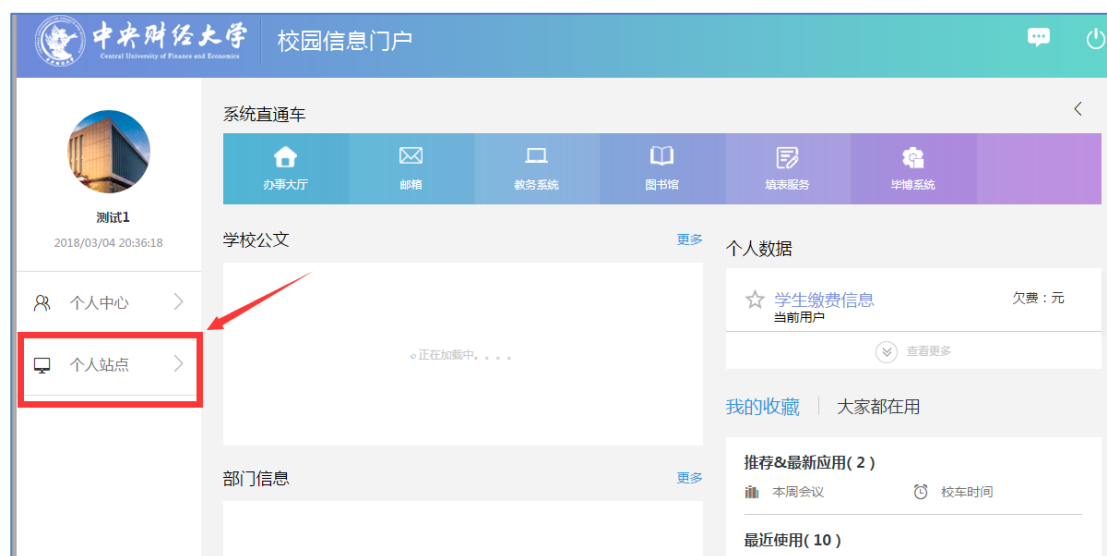 中央财经大学
Central University of Finance and Economics
校园信息门户
测试1
2018/03/04 20:36:18
个人中心
个人站点
系统直通车
办事大厅 邮箱 教务系统 图书馆 填表服务 毕博系统
学校公文 更多
正在加载中。。。。
部门信息 更多
个人数据
学生缴费信息 欠费：元
当前用户
查看更多
我的收藏 大家都在用
推荐&最新应用( 2 )
本周会议 校车时间
最近使用( 10 )